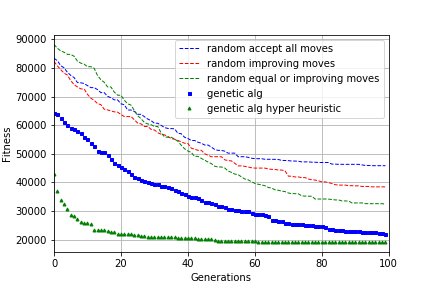 90000
80000
70000
60000
50000
40000
30000
20000
Fitness
random accept all moves
random improving moves
random equal or improving moves
genetic alg
genetic alg hyper heuristic
0 20 40 60 80 100
Generations